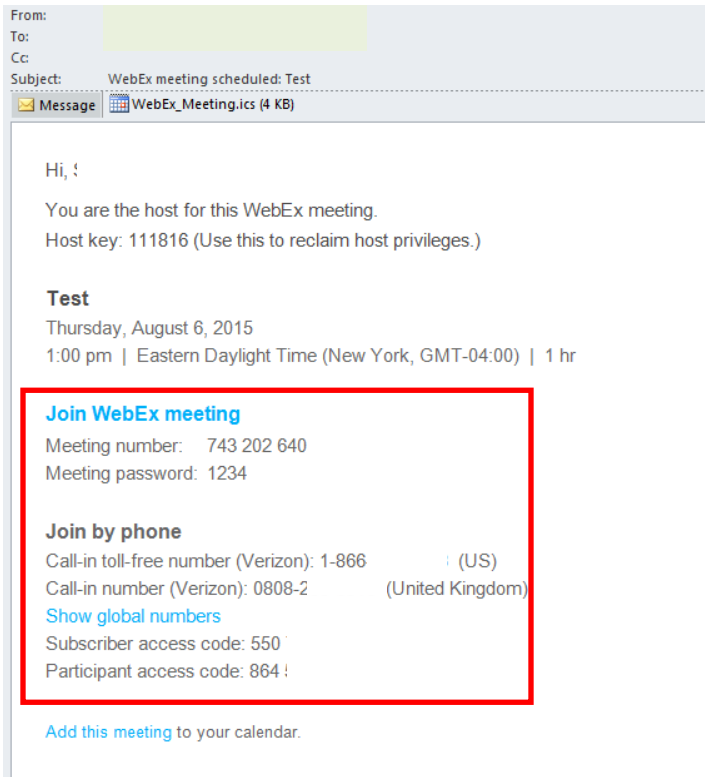 From:
To:
Cc:
Subject: WebEx meeting scheduled: Test
Message WebEx_Meeting.ics (4 KB)
Hi,
You are the host for this WebEx meeting.
Host key: 111816 (Use this to reclaim host privileges.)
Test
Thursday, August 6, 2015
1:00 pm | Eastern Daylight Time (New York, GMT-04:00) | 1 hr
Join WebEx meeting
Meeting number: 743 202 640
Meeting password: 1234
Join by phone
Call-in toll-free number (Verizon): 1-866 (US)
Call-in number (Verizon): 0808-2 (United Kingdom)
Show global numbers
Subscriber access code: 550
Participant access code: 864
Add this meeting to your calendar.